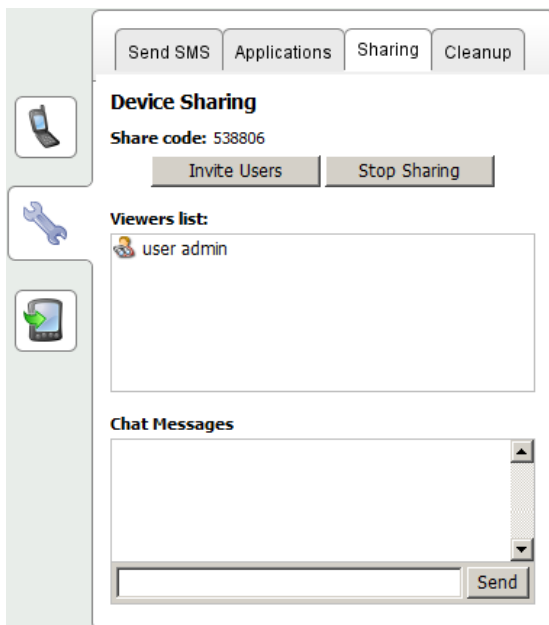 Send SMS Applications Sharing Cleanup
Device Sharing
Share code: 538806
Invite Users Stop Sharing
Viewers list:
user admin
Chat Messages
Send